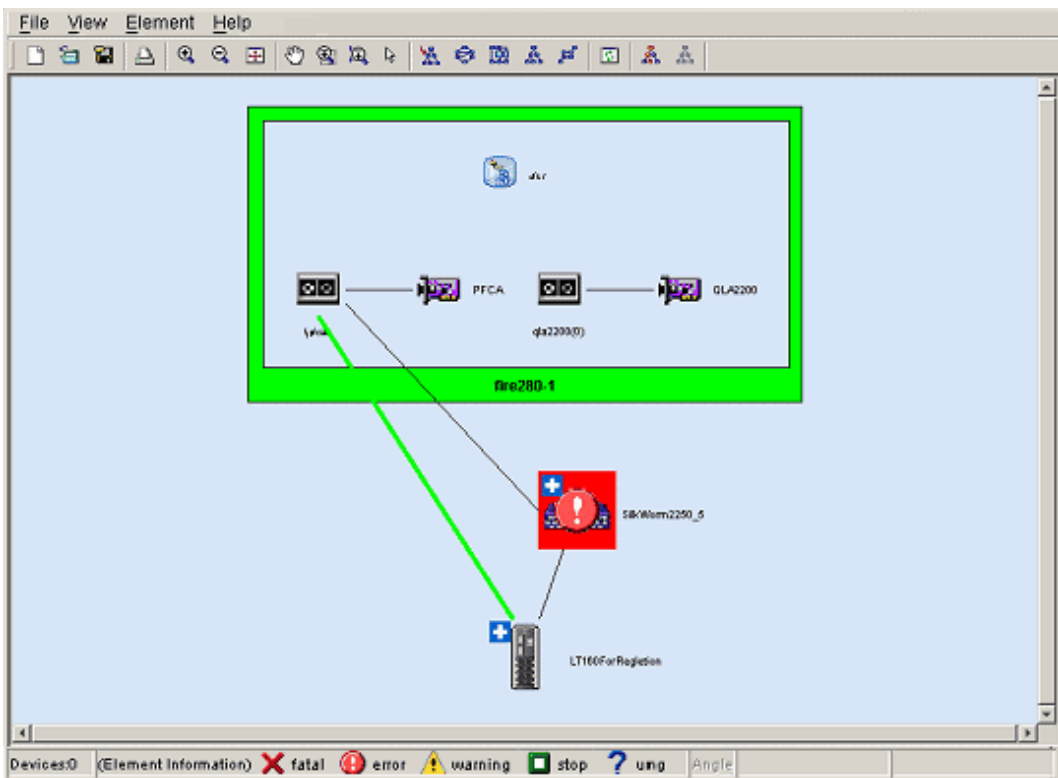 File View Element Help
PFCA
QLA2200
qla2200(0)
fire280-1
SilkWorm2250_5
LT160ForRegletion
Devices:0 (Element Information) fatal error warning stop umg Angle